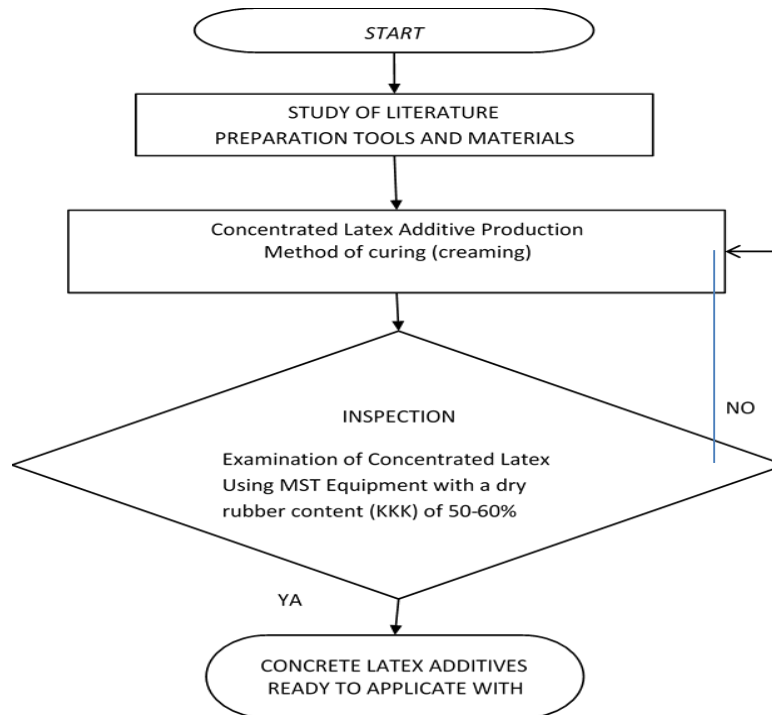 START
STUDY OF LITERATURE
PREPARATION TOOLS AND MATERIALS
Concentrated Latex Additive Production
Method of curing (creaming)
INSPECTION
Examination of Concentrated Latex
Using MST Equipment with a dry
rubber content (KKK) of 50-60%
NO
YA
CONCRETE LATEX ADDITIVES
READY TO APPLICATE WITH